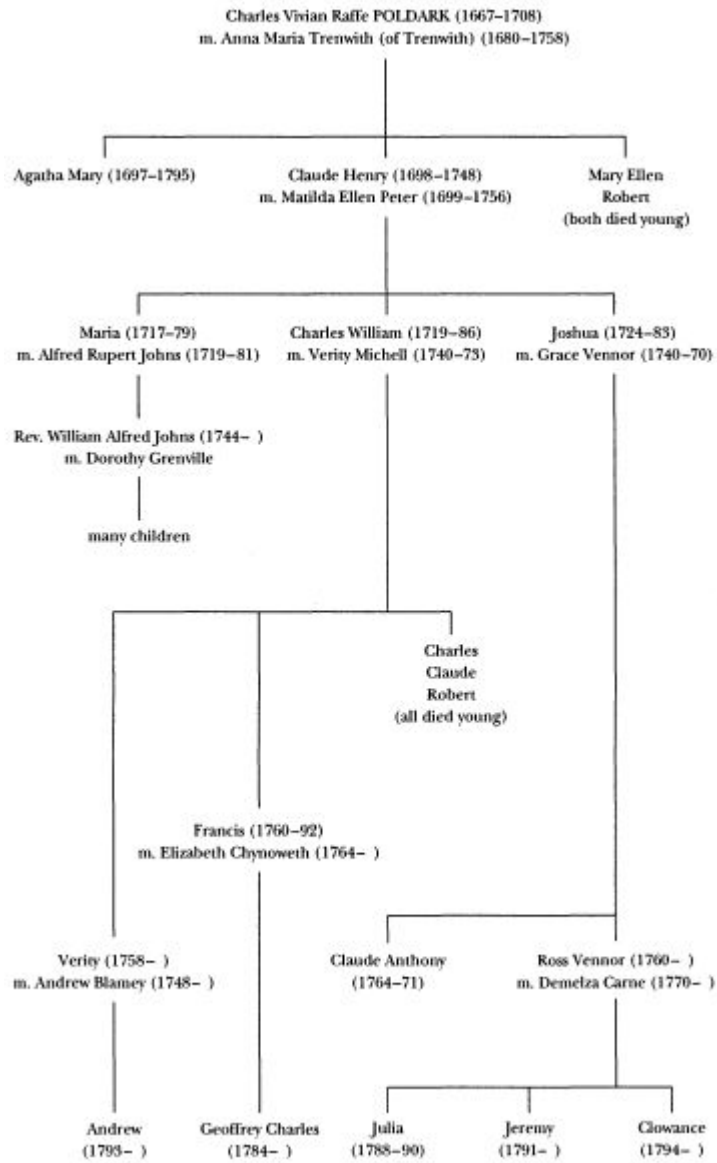 Charles Vivian Raffe POLDARK (1667–1708)
m. Anna Maria Trenwith (of Trenwith) (1680–1758)
Agatha Mary (1697–1795)
Claude Henry (1698–1748)
m. Matilda Ellen Peter (1699–1756)
Mary Ellen
Robert
(both died young)
Maria (1717–79)
m. Alfred Rupert Johns (1719–81)
Charles William (1719–86)
m. Verity Michell (1740–73)
Joshua (1724–83)
m. Grace Vennor (1740–70)
Rev. William Alfred Johns (1744– )
m. Dorothy Grenville
many children
Charles
Claude
Robert
(all died young)
Francis (1760–92)
m. Elizabeth Chynoweth (1764– )
Verity (1758– )
m. Andrew Blamey (1748– )
Claude Anthony
(1764–71)
Ross Vennor (1760– )
m. Demelza Carne (1770– )
Andrew
(1793– )
Geoffrey Charles
(1784– )
Julia
(1788–90)
Jeremy
(1791– )
Clowance
(1794– )